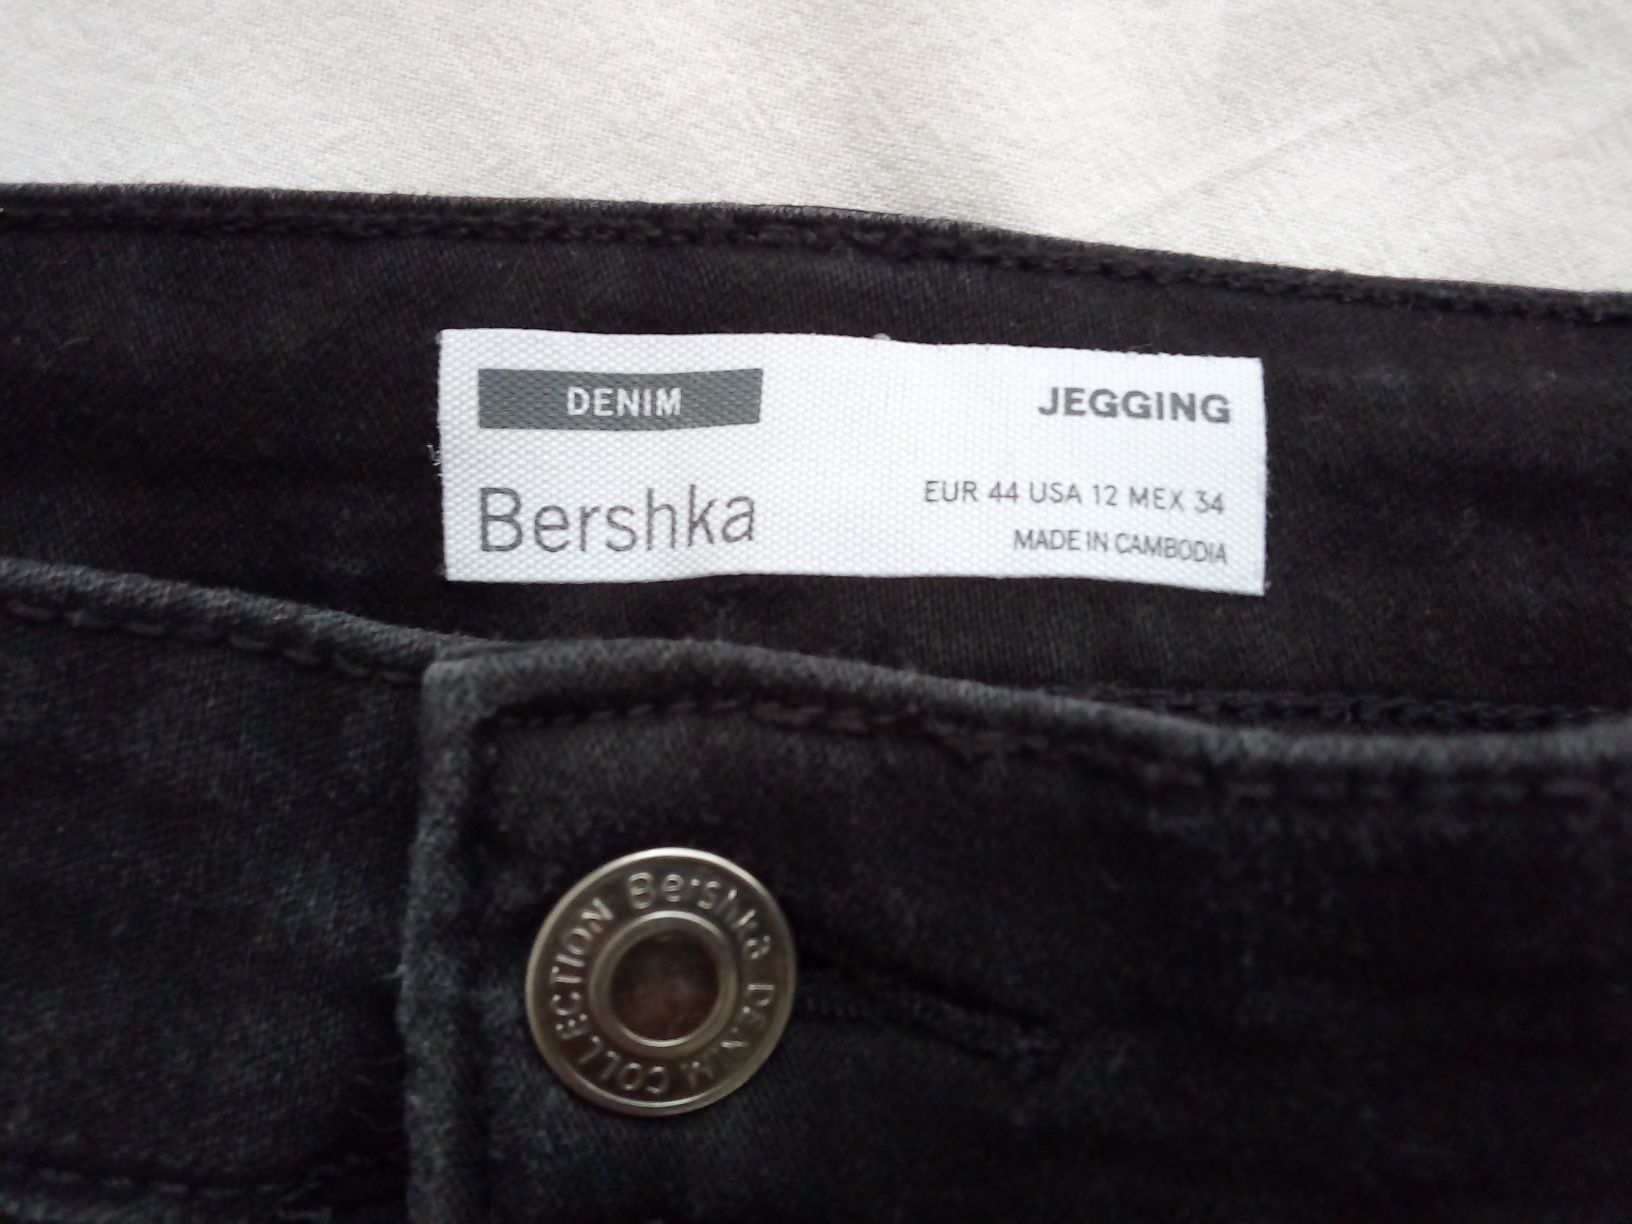 DENIM
JEGGING
Bershka
EUR 44 USA 12 MEX 34
MADE IN CAMBODIA
Bershka DENIM COLLECTION